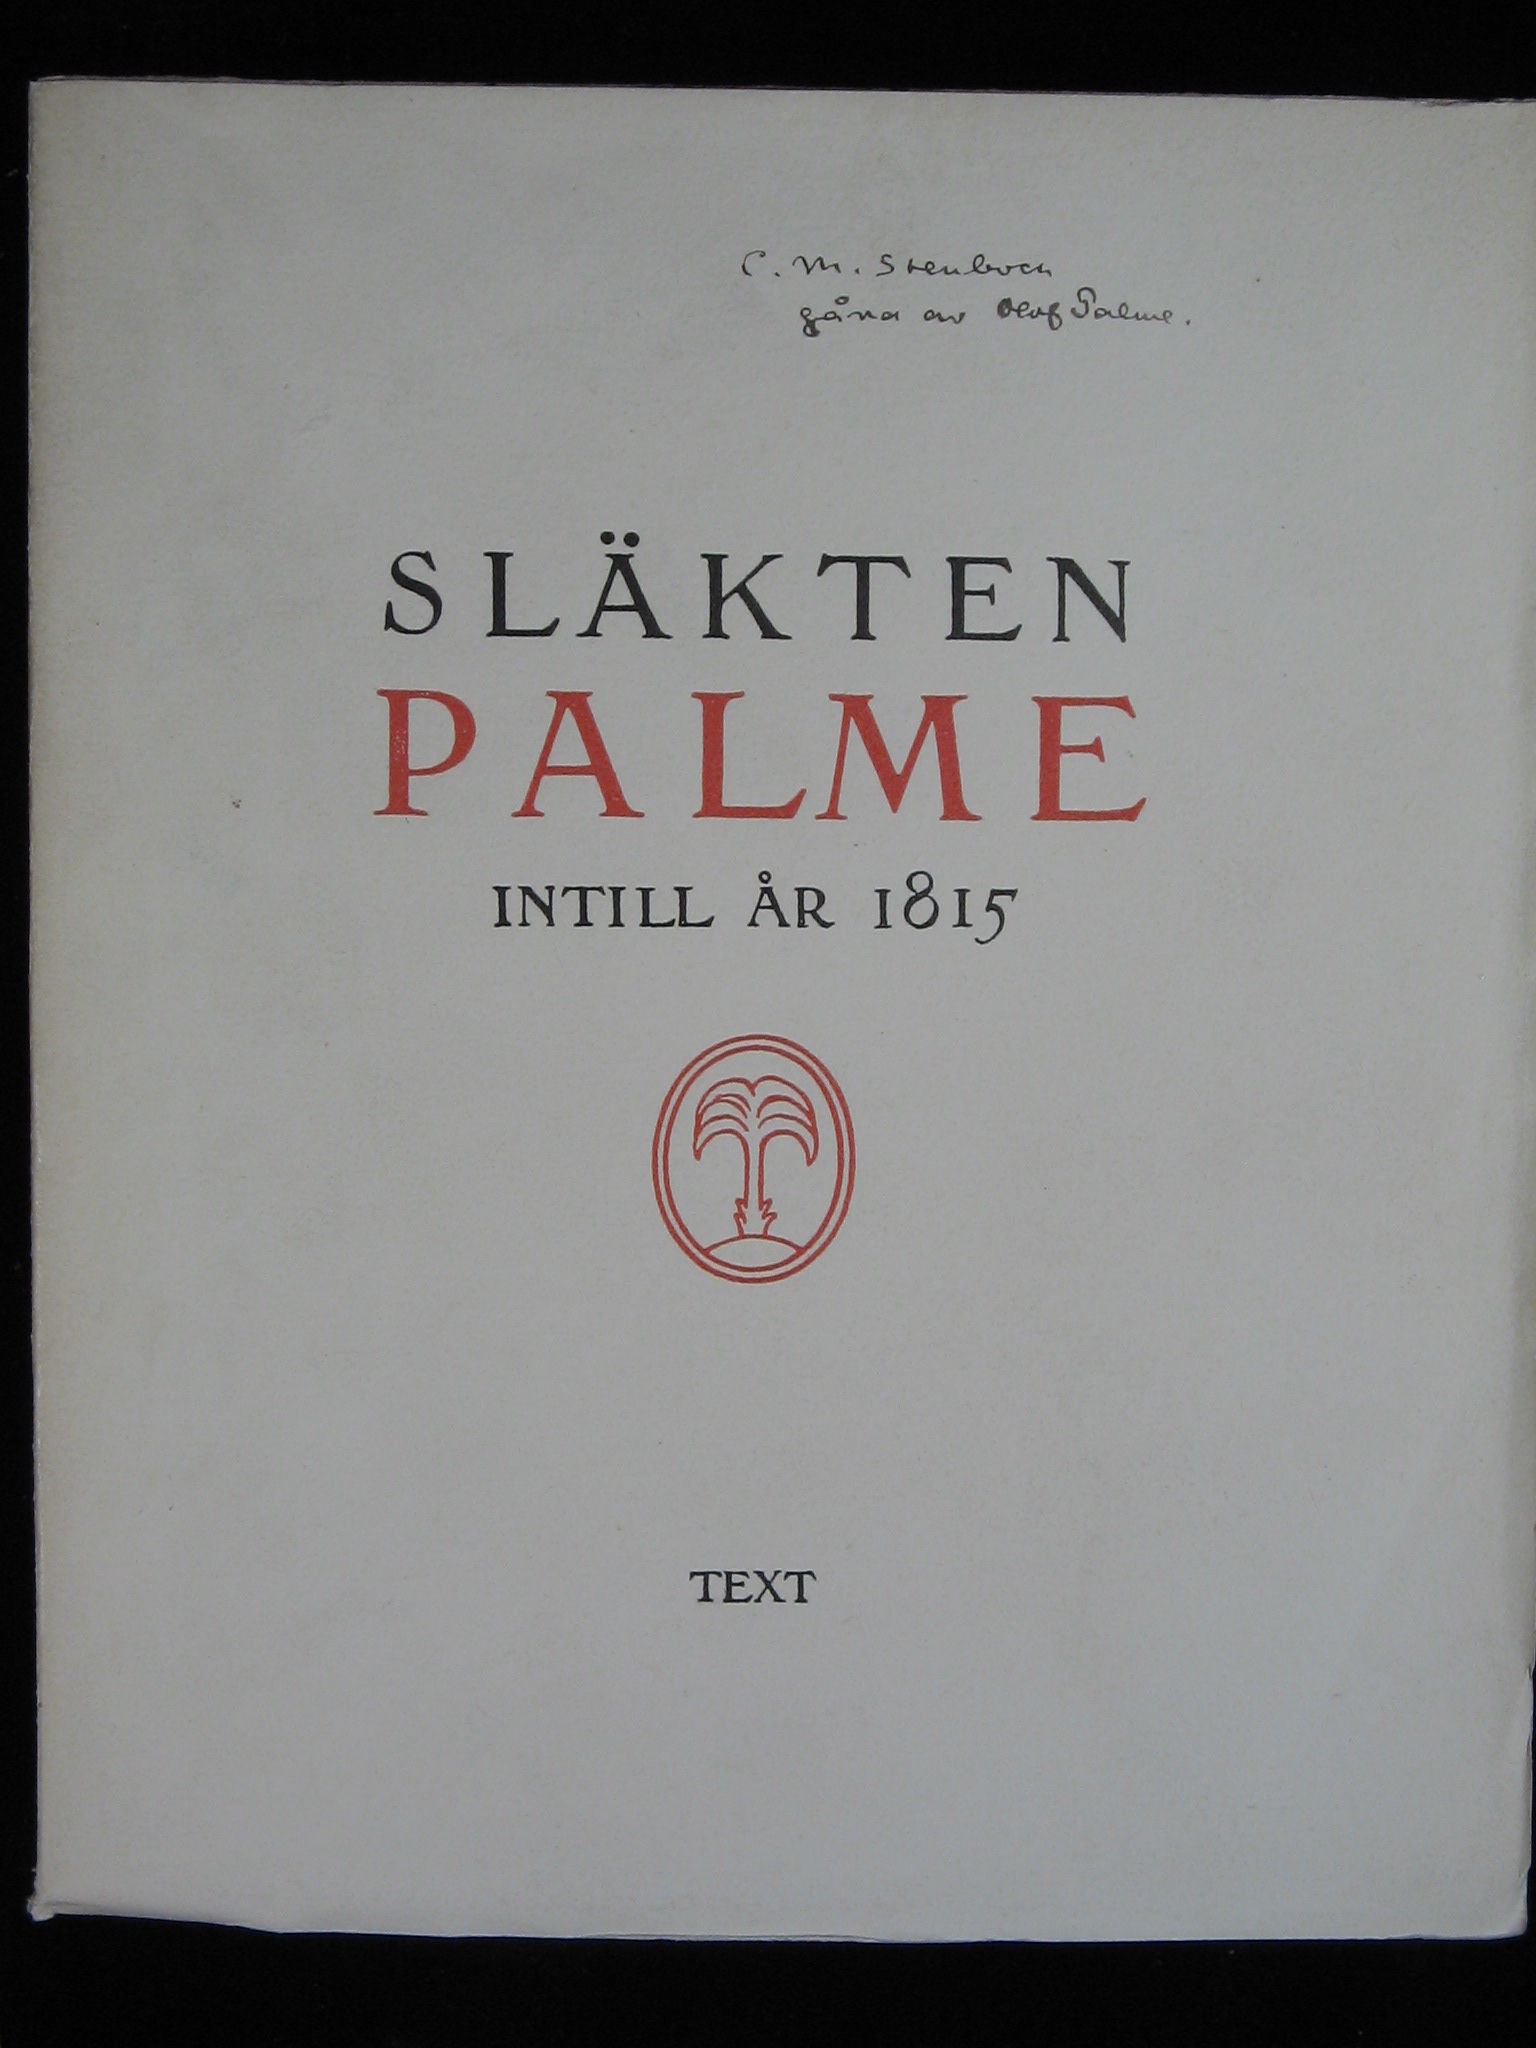 C. M. Stenbock
gåva av Olof Palme.
SLÄKTEN
PALME
INTILL ÅR 1815
TEXT